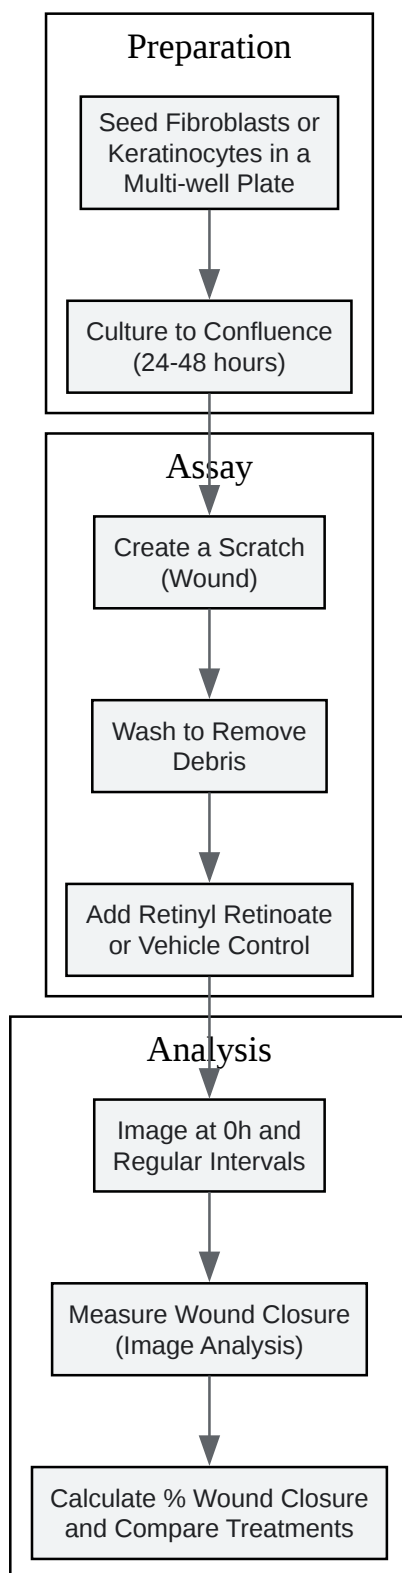 Preparation
Seed Fibroblasts or
Keratinocytes in a
Multi-well Plate
Culture to Confluence
(24-48 hours)
Assay
Create a Scratch
(Wound)
Wash to Remove
Debris
Add Retinyl Retinoate
or Vehicle Control
Analysis
Image at 0h and
Regular Intervals
Measure Wound Closure
(Image Analysis)
Calculate % Wound Closure
and Compare Treatments